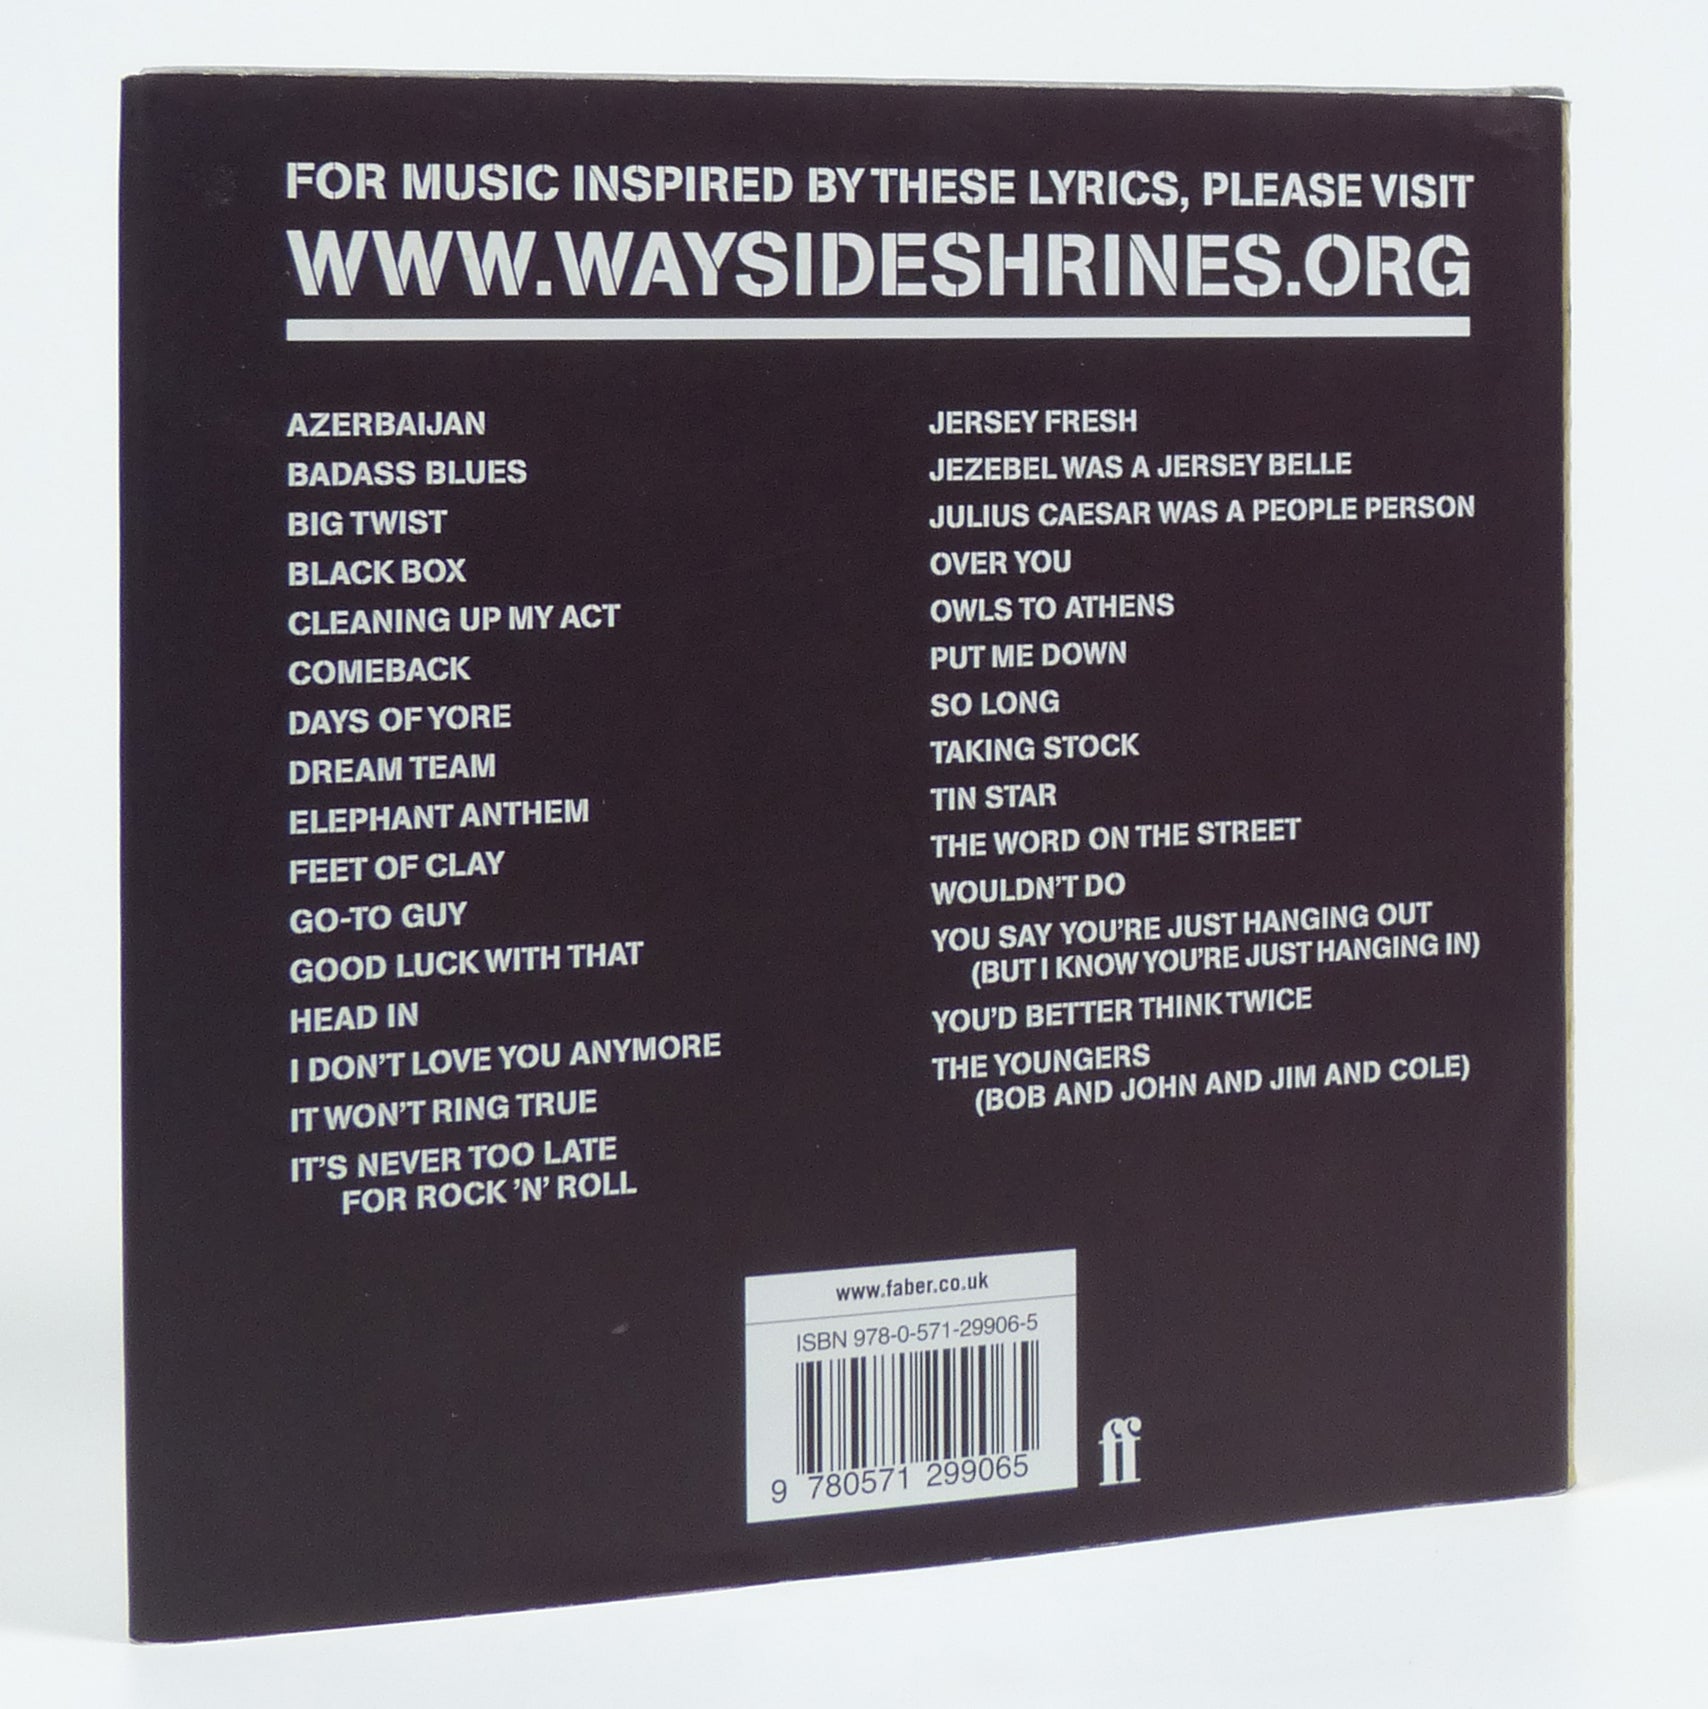 FOR MUSIC INSPIRED BY THESE LYRICS, PLEASE VISIT
WWW.WAYSIDESHRINES.ORG
AZERBAIJAN
BADASS BLUES
BIG TWIST
BLACK BOX
CLEANING UP MY ACT
COMEBACK
DAYS OF YORE
DREAM TEAM
ELEPHANT ANTHEM
FEET OF CLAY
GO-TO GUY
GOOD LUCK WITH THAT
HEAD IN
I DON'T LOVE YOU ANYMORE
IT WON'T RING TRUE
IT'S NEVER TOO LATE
FOR ROCK 'N' ROLL
JERSEY FRESH
JEZEBEL WAS A JERSEY BELLE
JULIUS CAESAR WAS A PEOPLE PERSON
OVER YOU
OWLS TO ATHENS
PUT ME DOWN
SO LONG
TAKING STOCK
TIN STAR
THE WORD ON THE STREET
WOULDN'T DO
YOU SAY YOU'RE JUST HANGING OUT
(BUT I KNOW YOU'RE JUST HANGING IN)
YOU'D BETTER THINK TWICE
THE YOUNGERS
(BOB AND JOHN AND JIM AND COLE)
www.faber.co.uk
ISBN 978-0-571-29906-5
9 780571 299065
ff